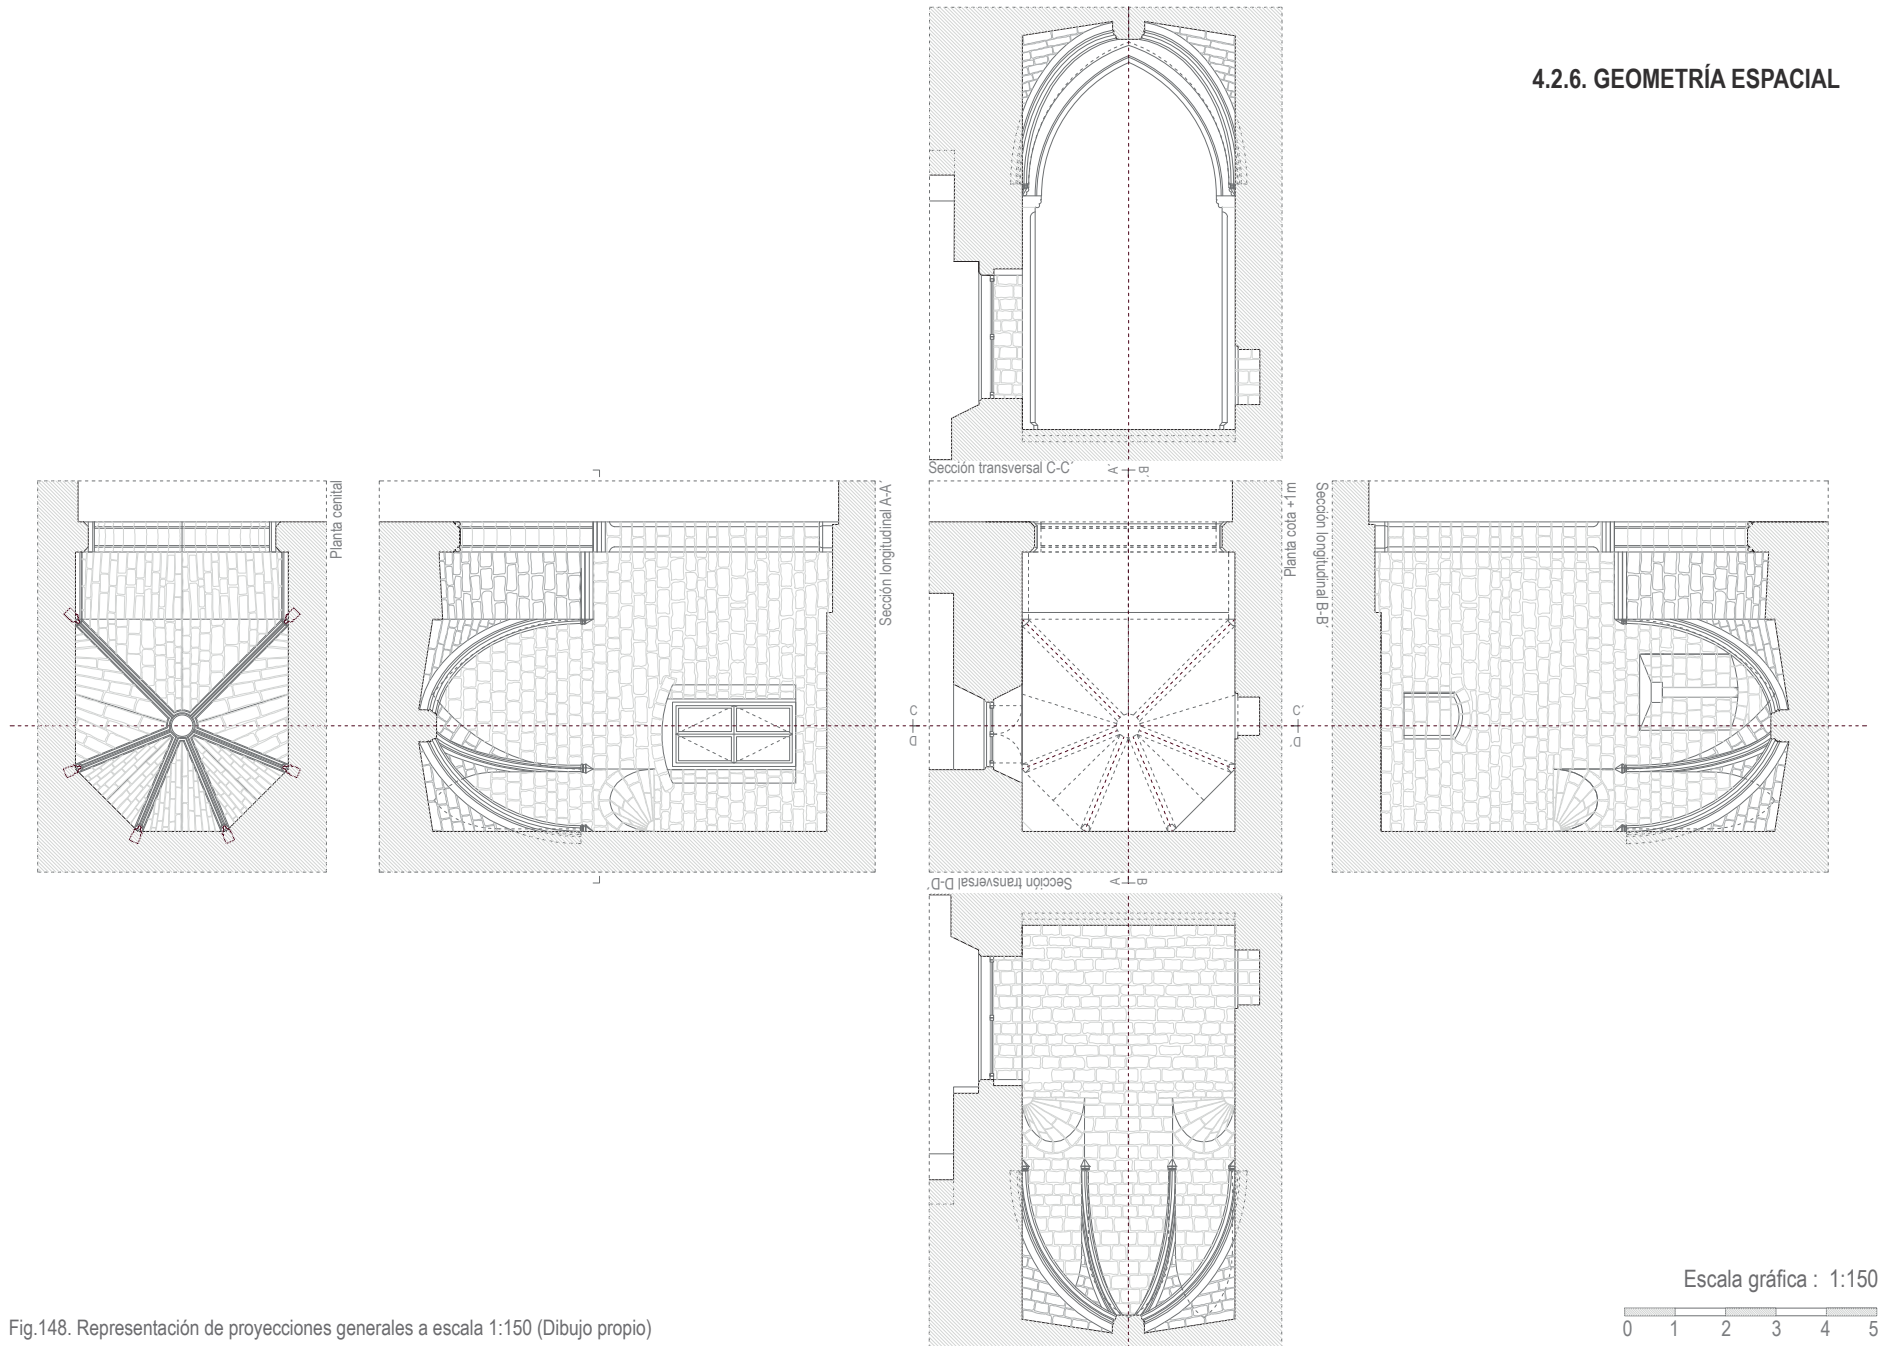 4.2.6. GEOMETRÍA ESPACIAL
Sección transversal C-C´
A´ B´
Planta cenital
Sección longitudinal A-A
Planta cota +1m
Sección longitudinal B-B´
C
D
C´
D´
Sección transversal D-D´
A B
Escala gráfica : 1:150
0 1 2 3 4 5
Fig.148. Representación de proyecciones generales a escala 1:150 (Dibujo propio)